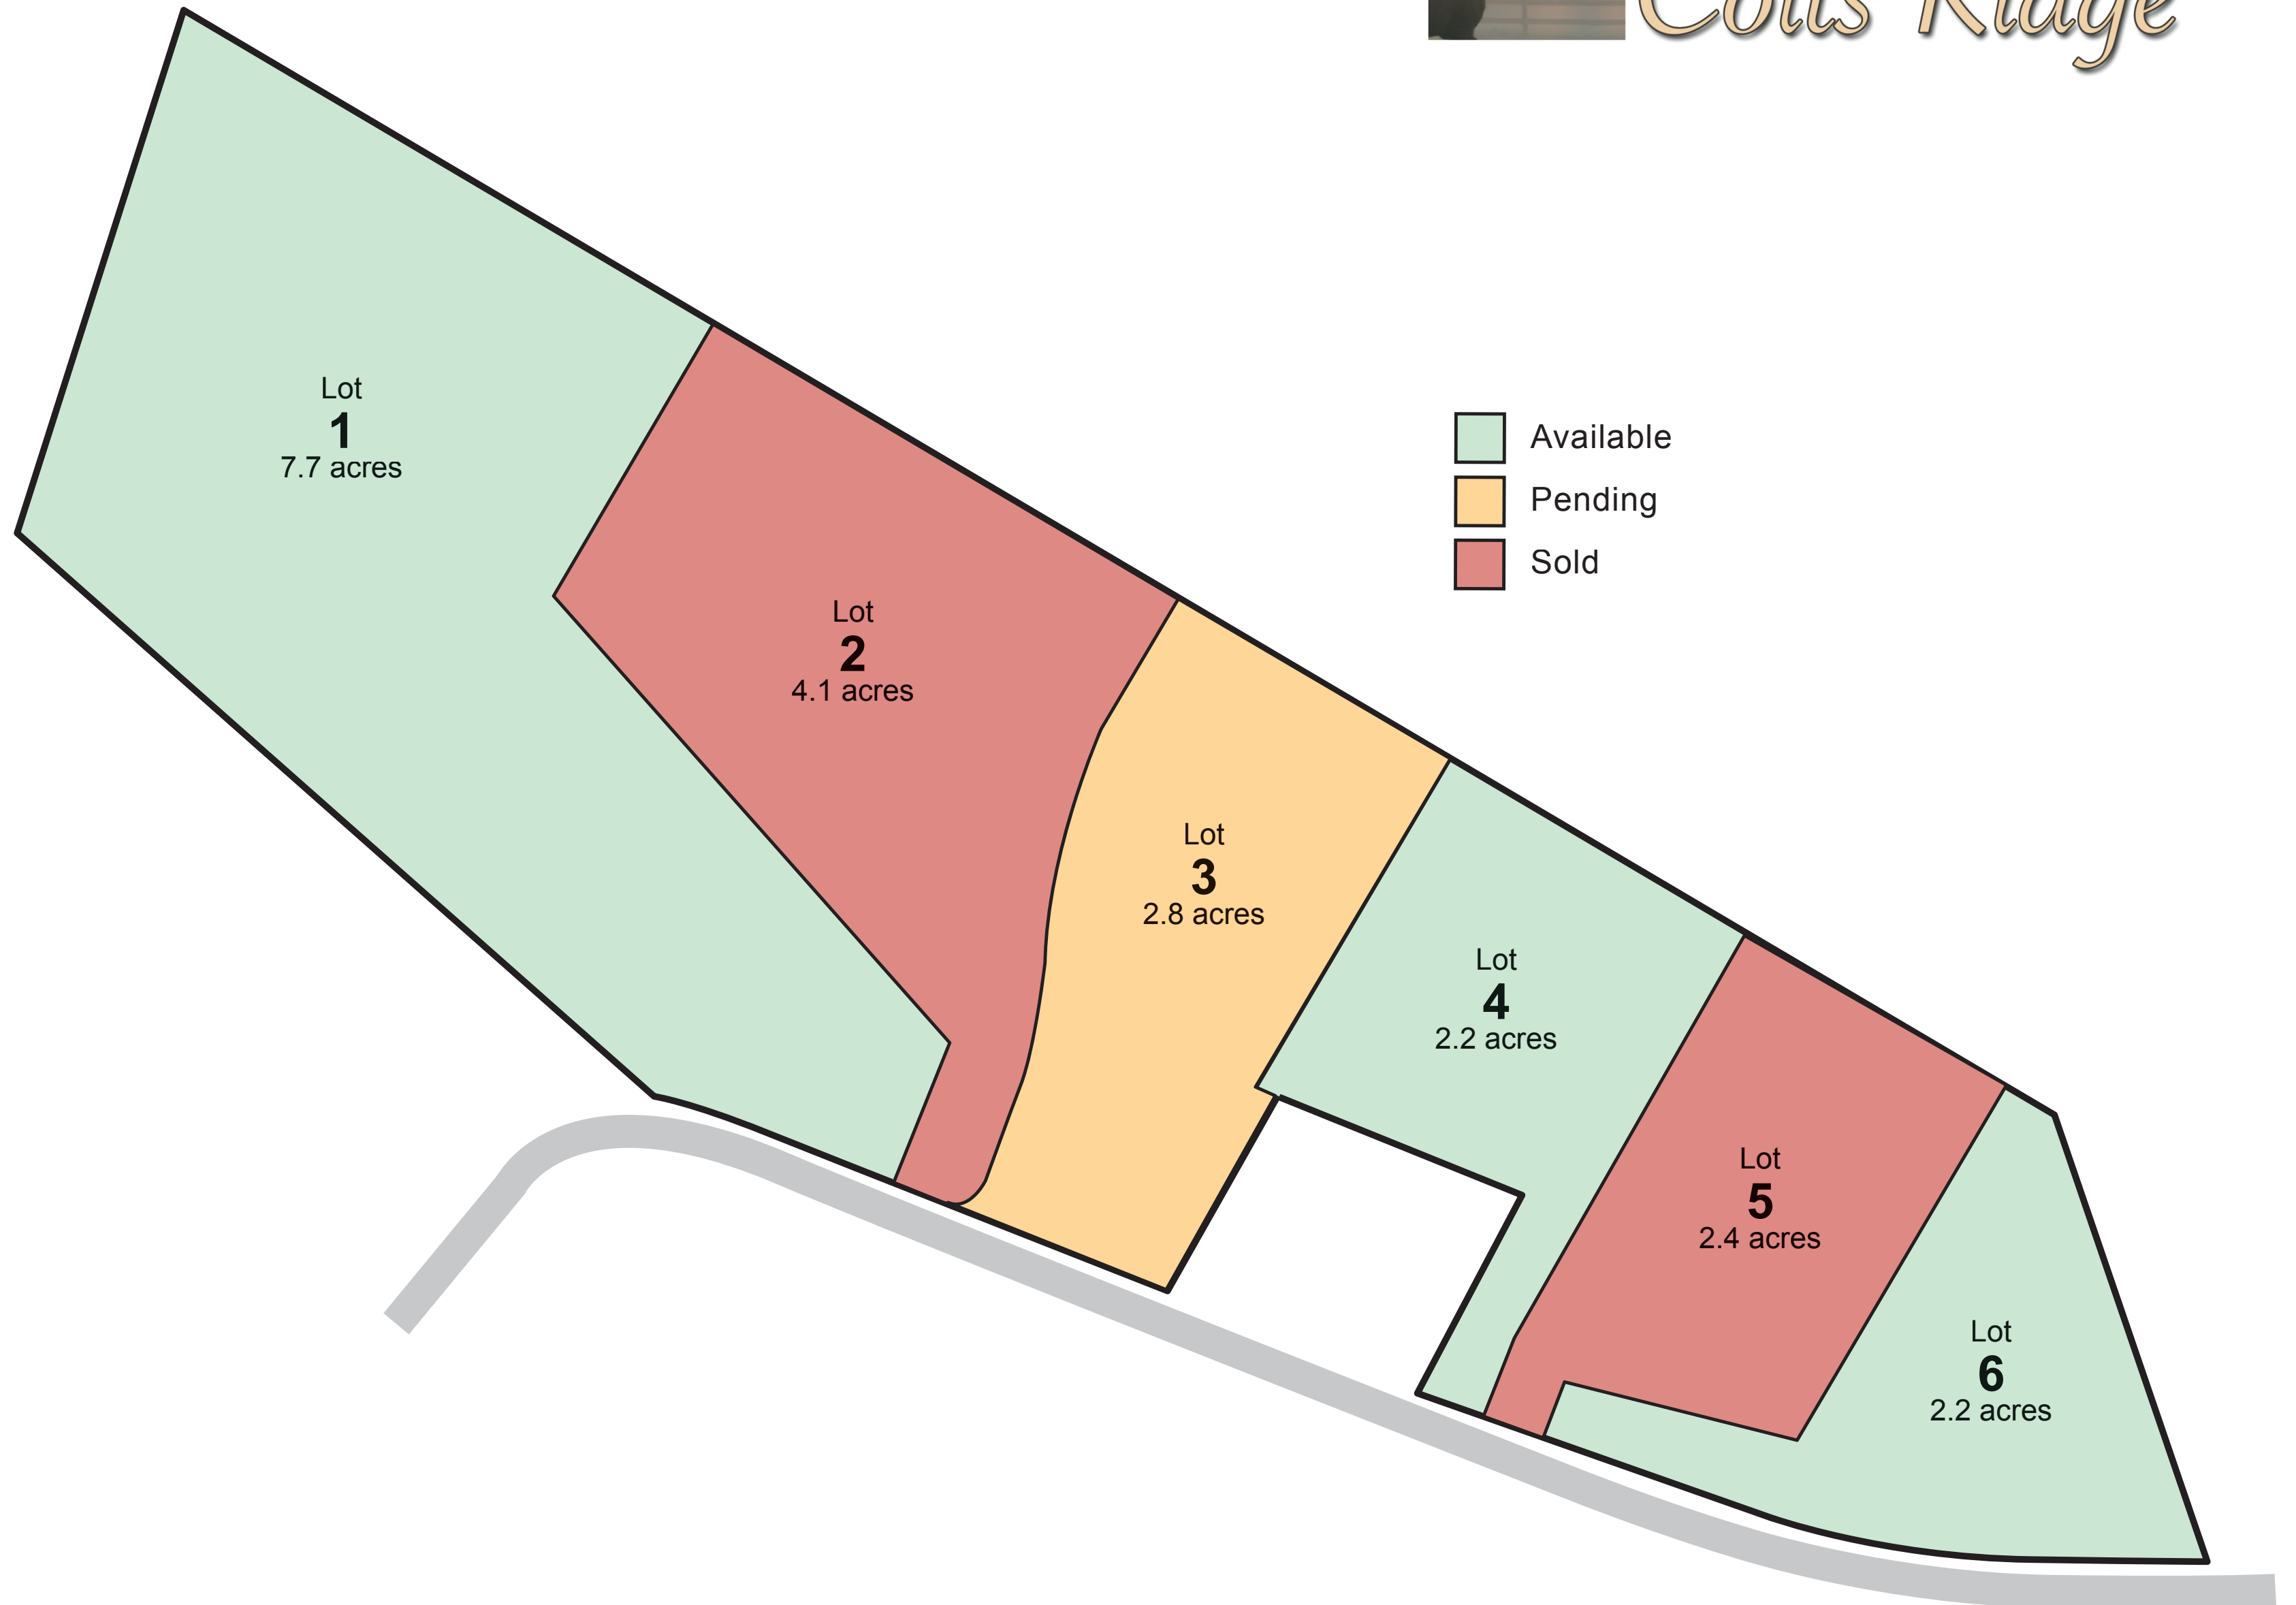 Colts Ridge
Lot
1
7.7 acres
Available
Pending
Sold
Lot
2
4.1 acres
Lot
3
2.8 acres
Lot
4
2.2 acres
Lot
5
2.4 acres
Lot
6
2.2 acres